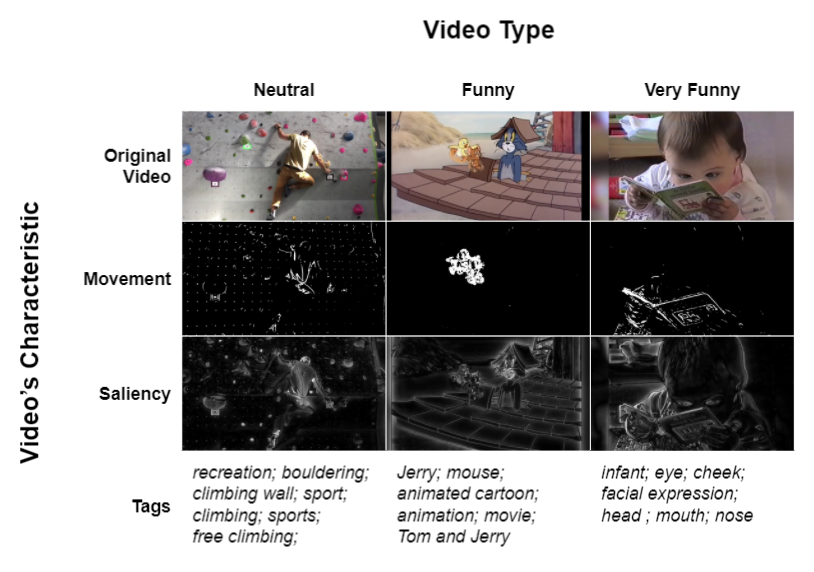 Video Type
Neutral
Funny
Very Funny
Video's Characteristic
Original
Video
Movement
Saliency
Tags
recreation; bouldering;
climbing wall; sport;
climbing; sports;
free climbing;
Jerry; mouse;
animated cartoon;
animation; movie;
Tom and Jerry
infant; eye; cheek;
facial expression;
head ; mouth; nose